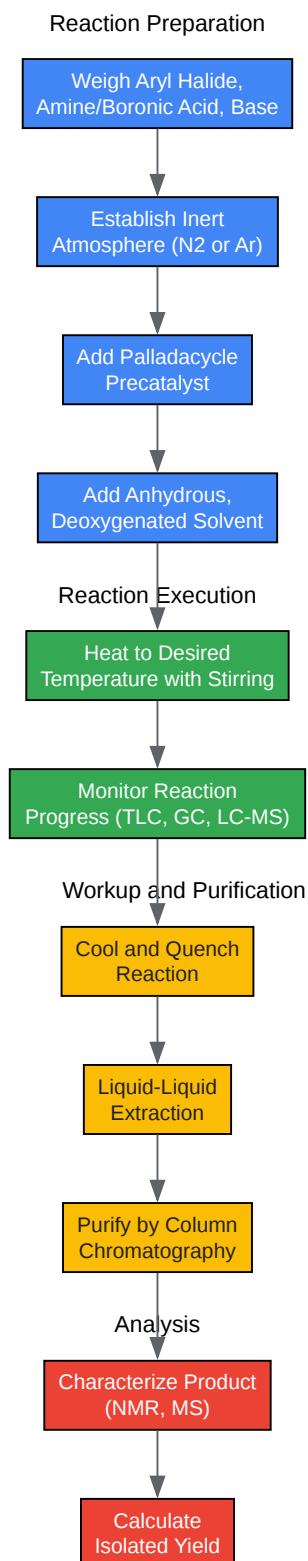 Reaction Preparation
Weigh Aryl Halide,
Amine/Boronic Acid, Base
Establish Inert
Atmosphere (N2 or Ar)
Add Palladacycle
Precatalyst
Add Anhydrous,
Deoxygenated Solvent
Reaction Execution
Heat to Desired
Temperature with Stirring
Monitor Reaction
Progress (TLC, GC, LC-MS)
Workup and Purification
Cool and Quench
Reaction
Liquid-Liquid
Extraction
Purify by Column
Chromatography
Analysis
Characterize Product
(NMR, MS)
Calculate
Isolated Yield